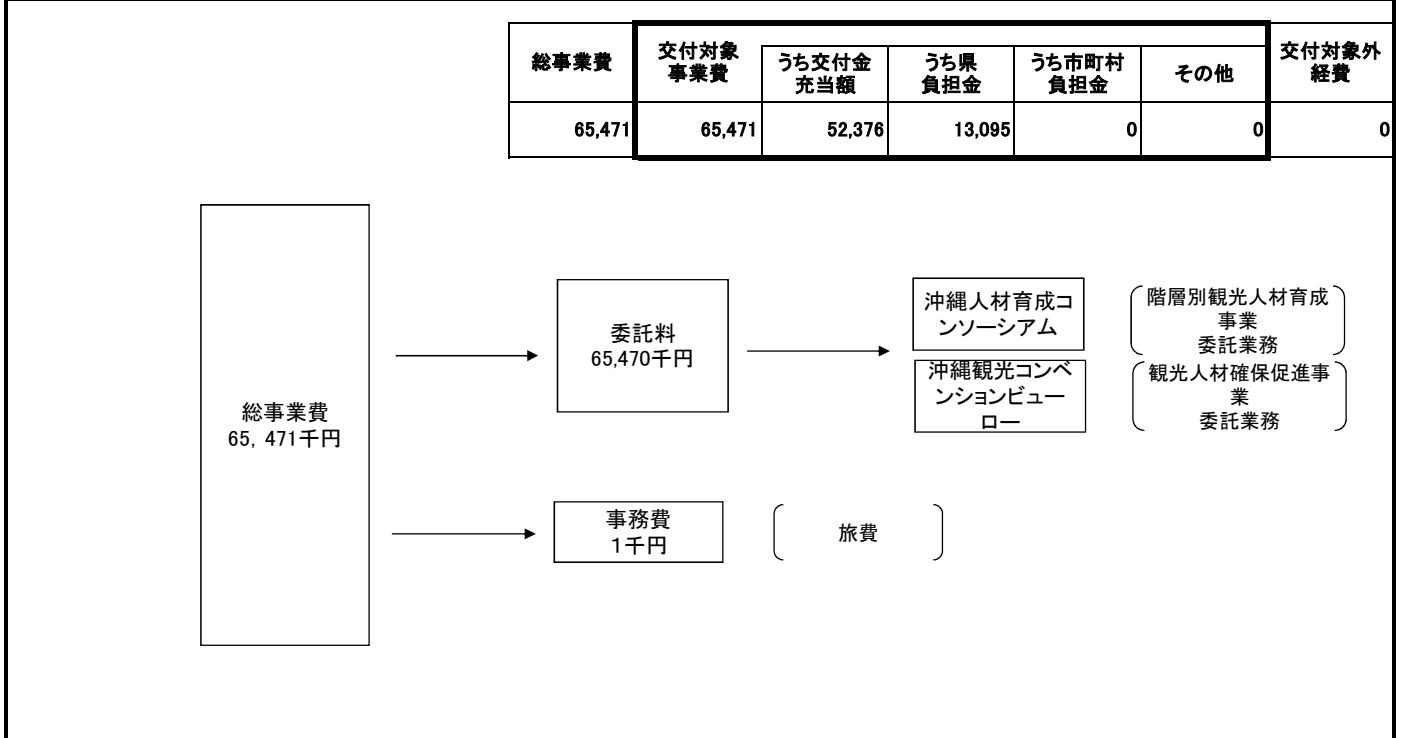 総事業費
交付対象
事業費
うち交付金
充当額
うち県
負担金
うち市町村
負担金
その他
交付対象外
経費
65,471
65,471
52,376
13,095
0
0
0
総事業費
65，471千円
委託料
65,470千円
沖縄人材育成コ
ンソーシアム
階層別観光人材育成
事業
委託業務
沖縄観光コンベ
ンションビュー
ロー
観光人材確保促進事
業
委託業務
事務費
1千円
旅費